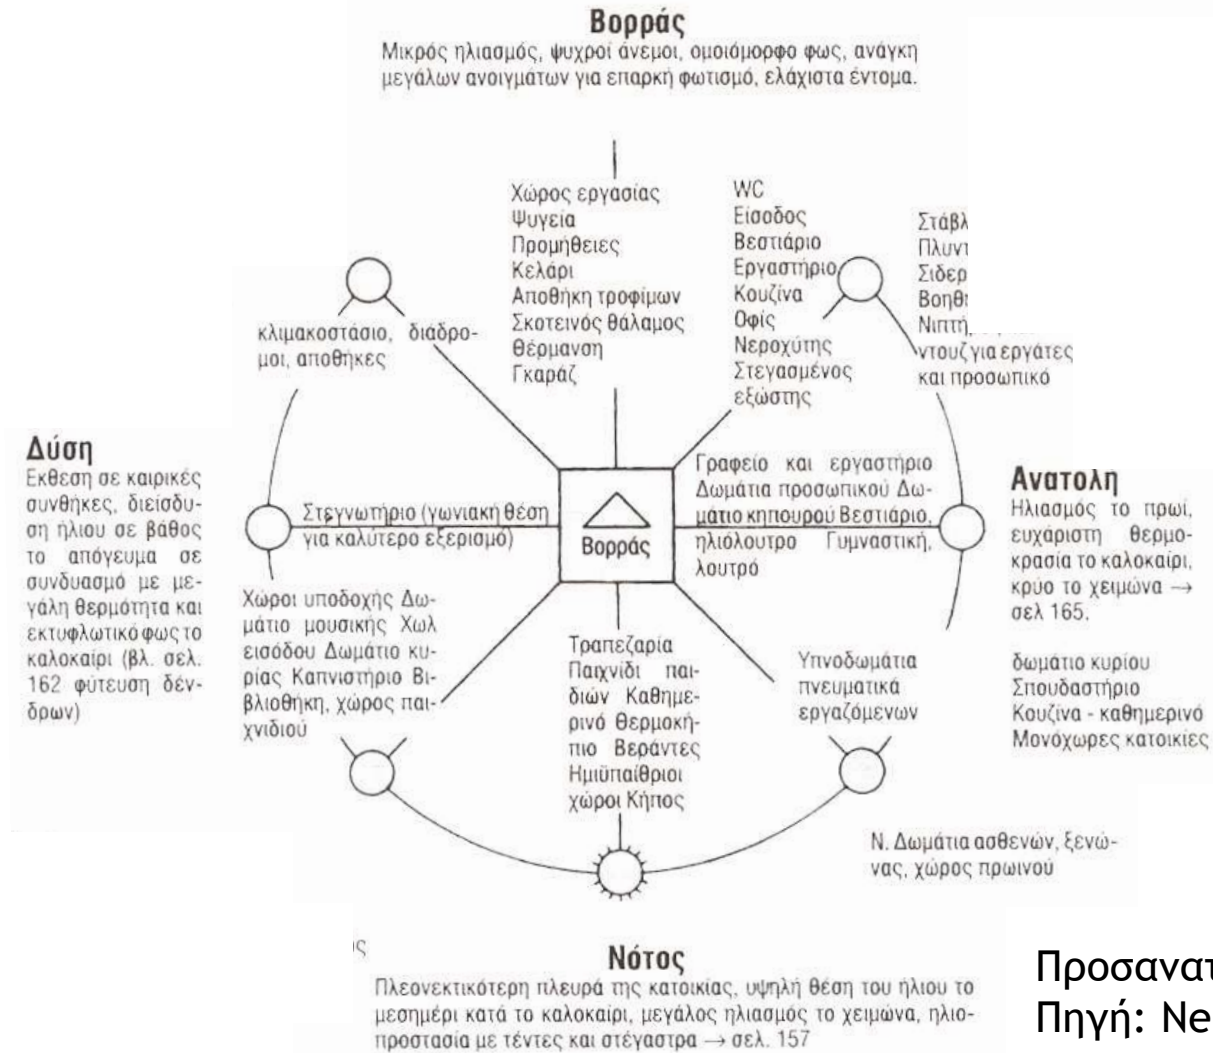 Βορράς
Μικρός ηλιασμός, ψυχροί άνεμοι, ομοιόμορφο φως, ανάγκη
μεγάλων ανοιγμάτων για επαρκή φωτισμό, ελάχιστα έντομα.
Χώρος εργασίας
Ψυγεία
Προμήθειες
Κελάρι
Αποθήκη τροφίμων
Σκοτεινός θάλαμος
θέρμανση
Γκαράζ
WC
Είσοδος
Βεστιάριο
Εργαστήριο
Κουζίνα
Οφίς
Νεροχύτης
Στεγασμένος
εξώστης
ντουζ για εργάτες
και προσωπικό
κλιμακοστάσιο, διάδρο-
μοι, αποθήκες
Δύση
Εκθεση σε καιρικές
συνθήκες, διείσδυ-
ση ήλιου σε βάθος
το απόγευμα σε
συνδυασμό με με-
γάλη θερμότητα και
εκτυφλωτικό φως το
καλοκαίρι (βλ. σελ.
162 φύτευση δέν-
δρων)
Στεγνωτήριο (γωνιακή θέση
για καλύτερο εξερισμό)
Βορράς
Γραφείο και εργαστήριο
Δωμάτια προσωπικού Δω-
μάτιο κηπουρού Βεστιάριο,
ηλιόλουτρο Γυμναστική,
λουτρό
Ανατολη
Ηλιασμός το πρωί,
ευχάριστη θερμο-
κρασία το καλοκαίρι,
κρύο το χειμώνα →
σελ 165.
δωμάτιο κυρίου
Σπουδαστήριο
Κουζίνα - καθημερινό
Μονόχωρες κατοικίες
Χώροι υποδοχής Δω-
μάτιο μουσικής Χωλ
εισόδου Δωμάτιο κυ-
ρίας Καπνιστήριο Βι-
βλιοθήκη, χώρος παι-
χνιδιού
Τραπεζαρία
Παιχνίδι παι-
διών Καθημε-
ρινό θερμοκή-
πιο Βεράντες
Ημιϋπαίθριοι
χώροι Κήπος
Υπνοδωμάτια
πνευματικά
εργαζόμενων
Ν. Δωμάτια ασθενών, ξενώ-
νας, χώρος πρωινού
Νότος
Πλεονεκτικότερη πλευρά της κατοικίας, υψηλή θέση του ήλιου το
μεσημέρι κατά το καλοκαίρι, μεγάλος ηλιασμός το χειμώνα, ηλιο-
προστασία με τέντες και στέγαστρα → σελ. 157
Πηγή: